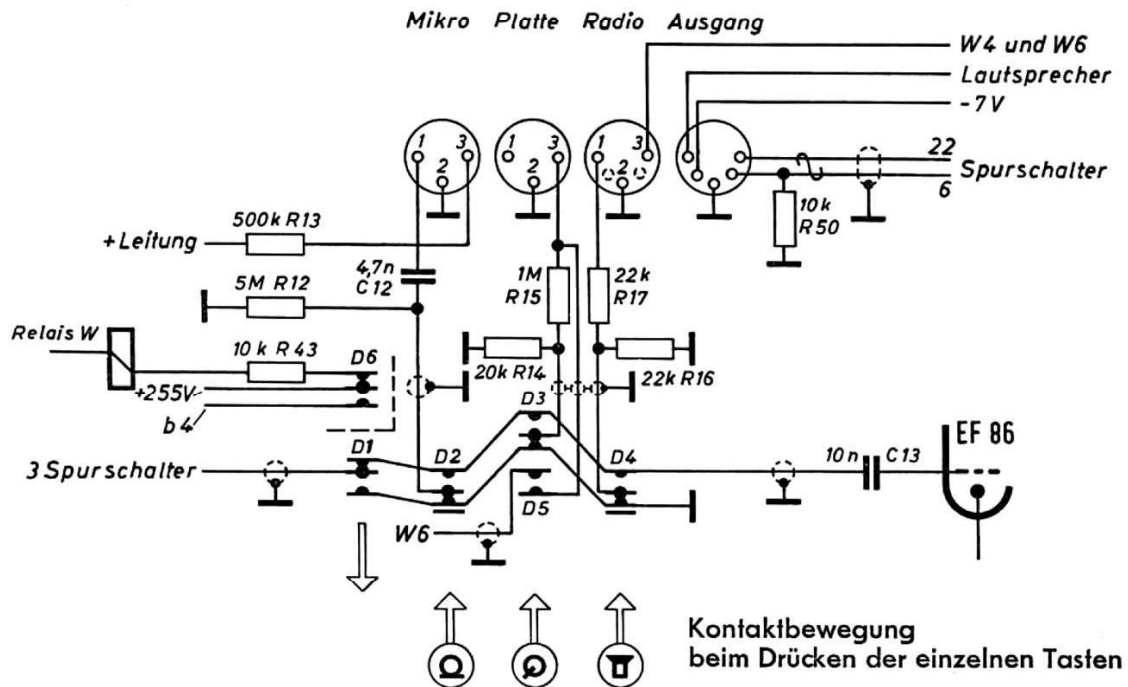 Mikro Platte Radio Ausgang
W4 und W6
Lautsprecher
-7V
1 3 3 1 3
2 2 2
22
Spurschalter
6
500k R13
+Leitung
10k
R50
4,7n
C12
1M
R15
22k
R17
5M R12
Relais W
10k R43
D6
20k R14
22k R16
+255V
b4
D3
EF 86
D1
D2
D4
3 Spurschalter
10n
C13
D5
W6
Kontaktbewegung
beim Drücken der einzelnen Tasten